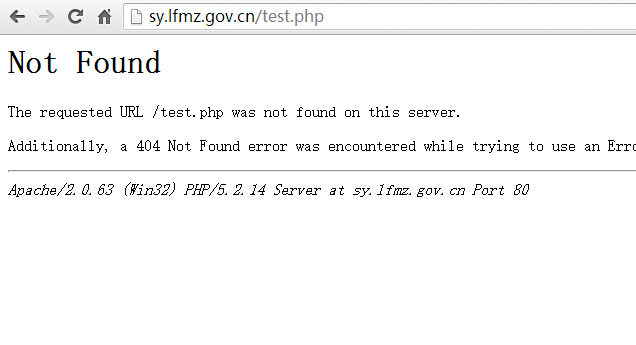 sy.lfmz.gov.cn/test.php
Not Found
The requested URL /test.php was not found on this server.
Additionally, a 404 Not Found error was encountered while trying to use an Erro
Apache/2.0.63 (Win32) PHP/5.2.14 Server at sy.lfmz.gov.cn Port 80